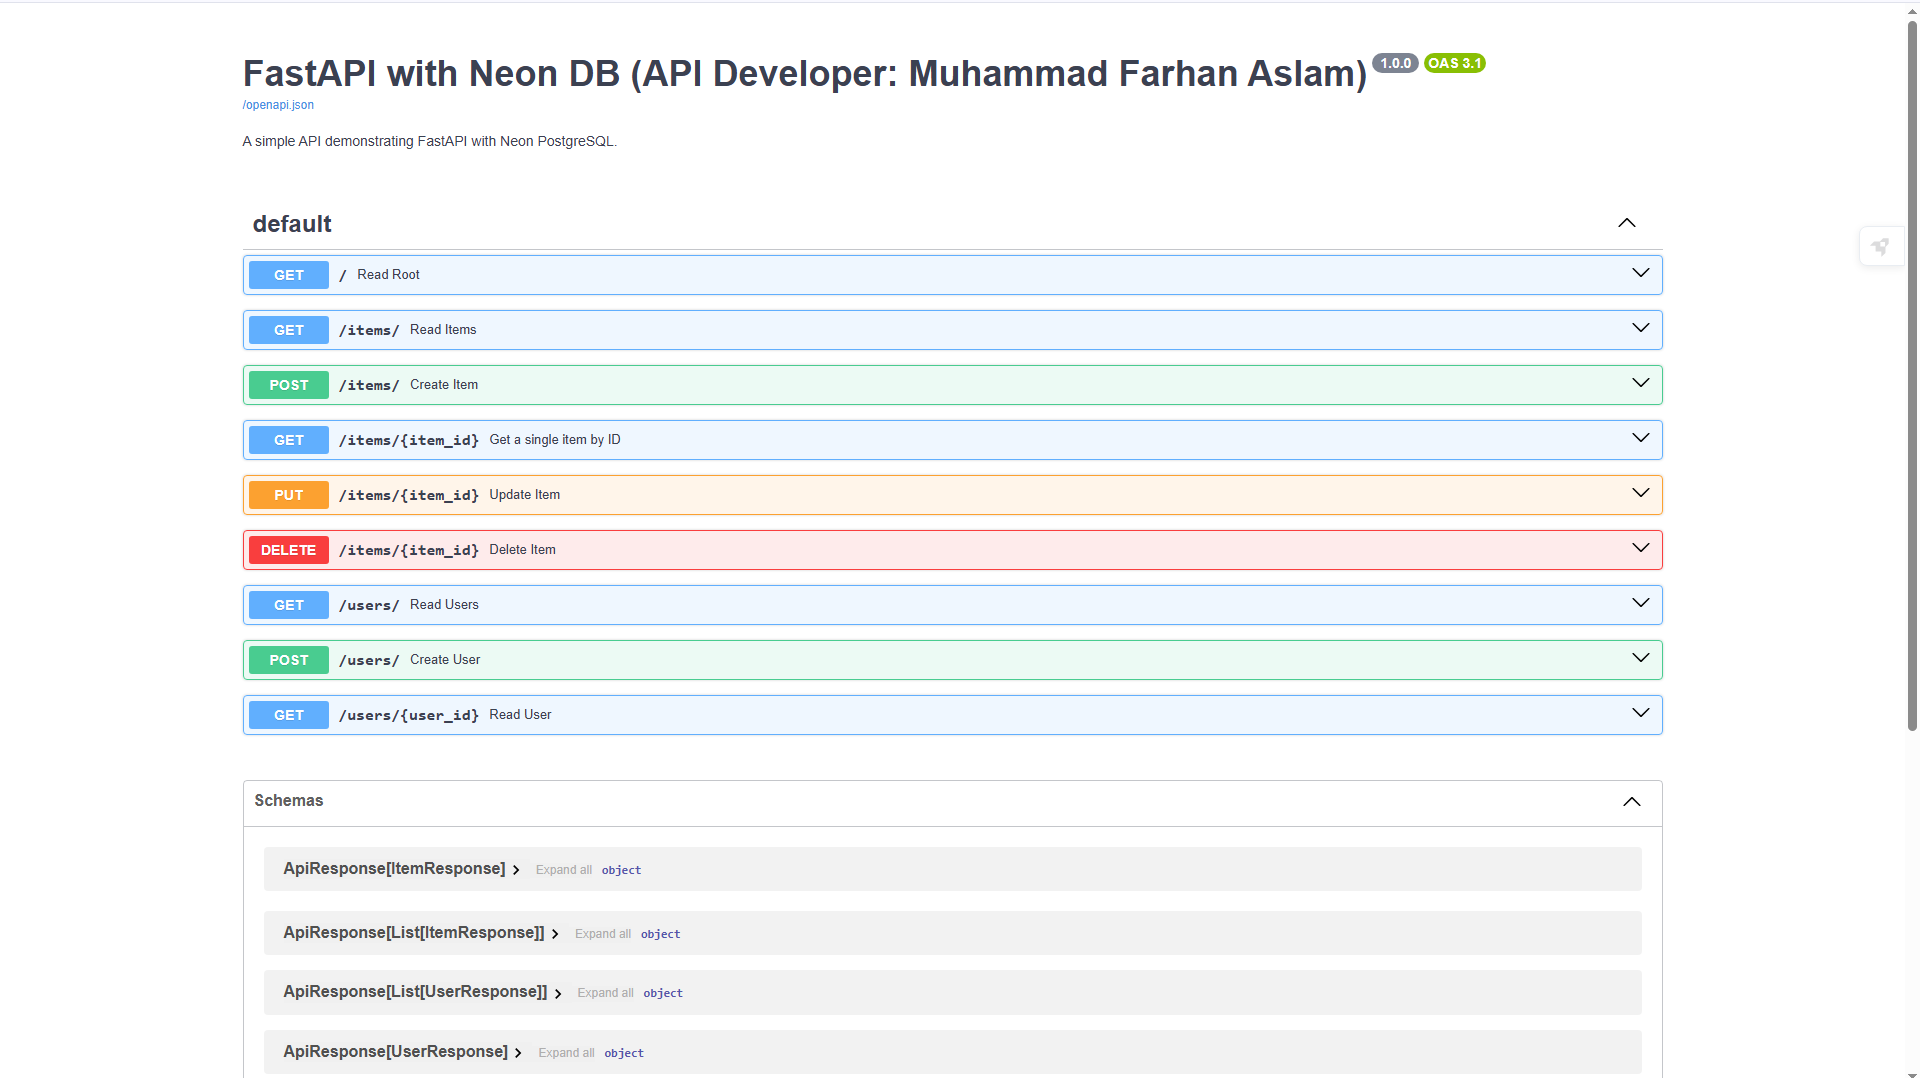 FastAPI with Neon DB (API Developer: Muhammad Farhan Aslam) 1.0.0 OAS 3.1
/openapi.json
A simple API demonstrating FastAPI with Neon PostgreSQL.
default
GET / Read Root
GET /items/ Read Items
POST /items/ Create Item
GET /items/{item_id} Get a single item by ID
PUT /items/{item_id} Update Item
DELETE /items/{item_id} Delete Item
GET /users/ Read Users
POST /users/ Create User
GET /users/{user_id} Read User
Schemas
ApiResponse[ItemResponse] Expand all object
ApiResponse[List[ItemResponse]] Expand all object
ApiResponse[List[UserResponse]] Expand all object
ApiResponse[UserResponse] Expand all object